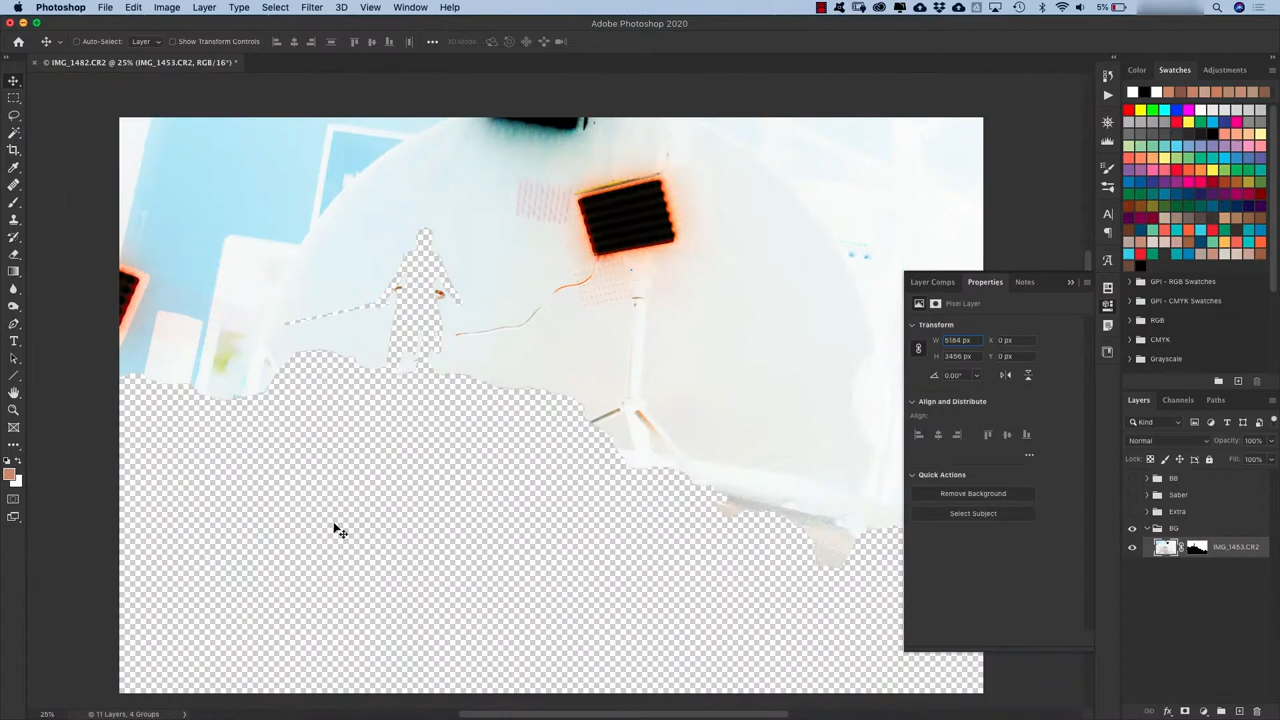 Photoshop File Edit Image Layer Type Select Filter 3D View Window Help 5%
Adobe Photoshop 2020
Auto-Select: Layer Show Transform Controls 3D Mode:
© IMG_1482.CR2 @ 25% (IMG_1453.CR2, RGB/16*) *
Color Swatches Adjustments
GPI - RGB Swatches
GPI - CMYK Swatches
RGB
CMYK
Grayscale
Layer Comps Properties Notes
Pixel Layer
Transform
W 5184 px X 0 px
H 3456 px Y 0 px
0.00°
Align and Distribute
Align:
Quick Actions
Remove Background
Select Subject
Layers Channels Paths
Kind
Normal Opacity: 100%
Lock: Fill: 100%
BB
Saber
Extra
BG
IMG_1453.CR2
25% 11 Layers, 4 Groups